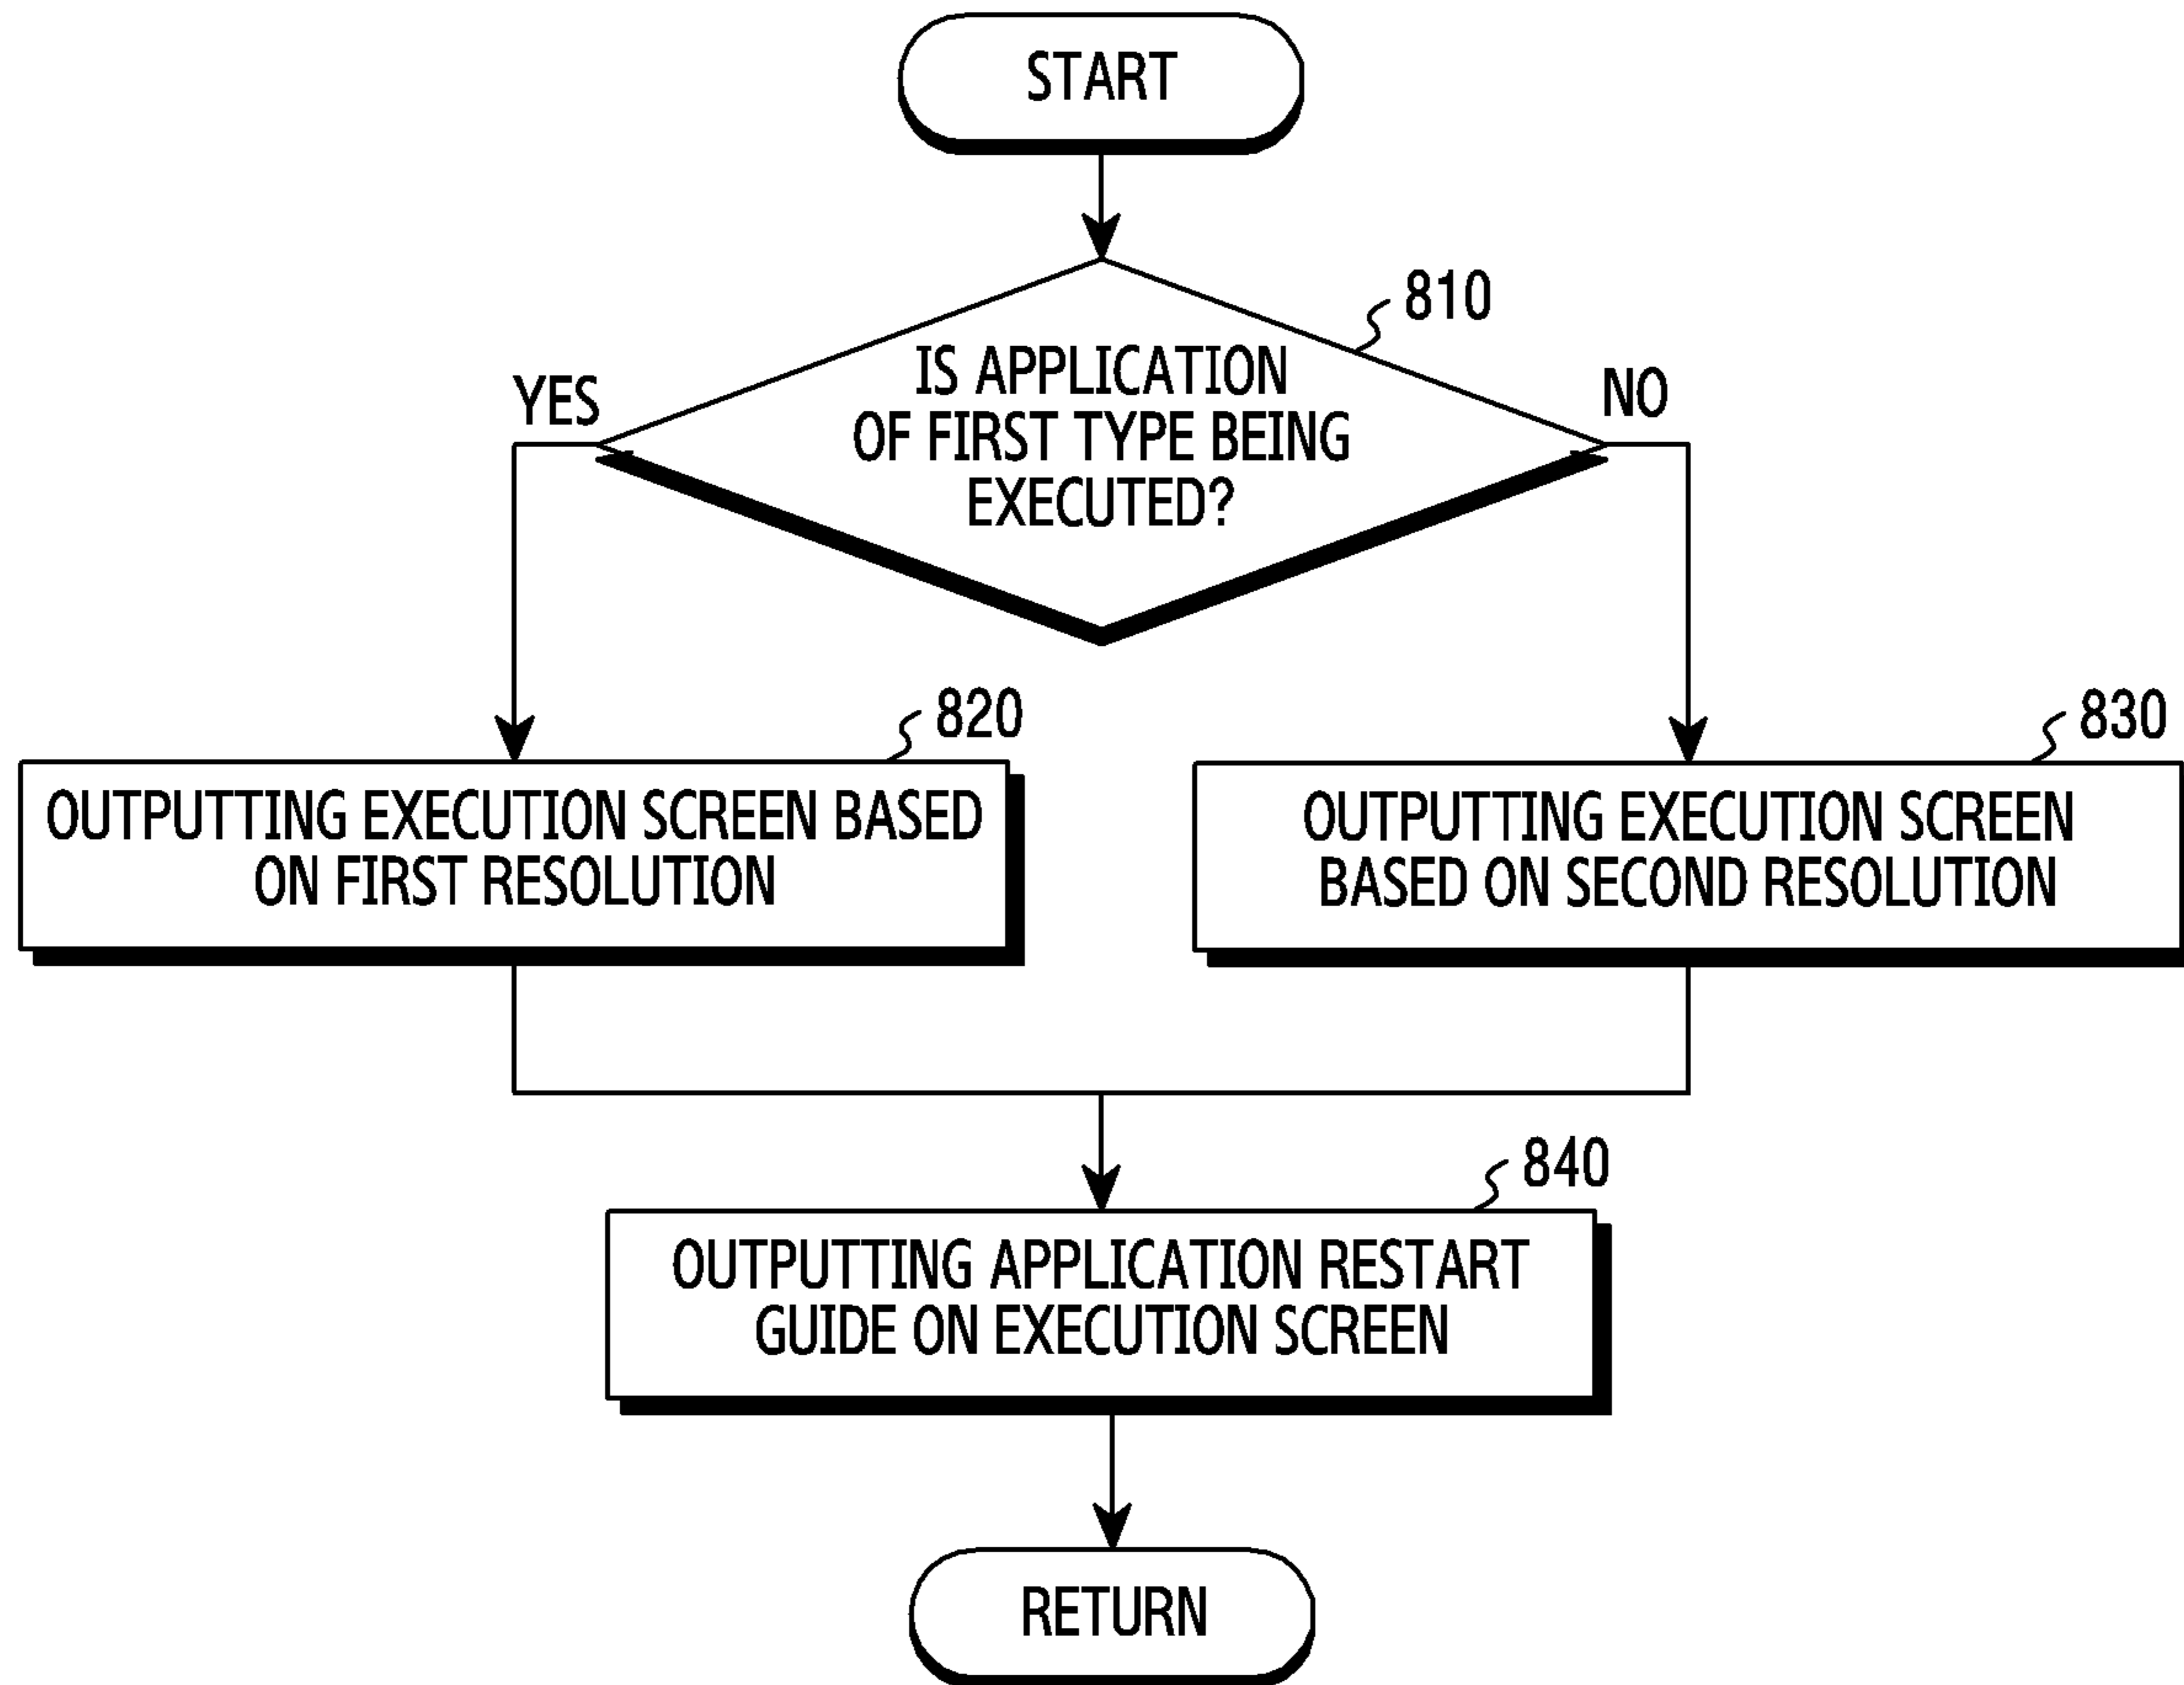 START
810
IS APPLICATION
OF FIRST TYPE BEING
EXECUTED?
YES
NO
820
OUTPUTTING EXECUTION SCREEN BASED
ON FIRST RESOLUTION
830
OUTPUTTING EXECUTION SCREEN
BASED ON SECOND RESOLUTION
840
OUTPUTTING APPLICATION RESTART
GUIDE ON EXECUTION SCREEN
RETURN